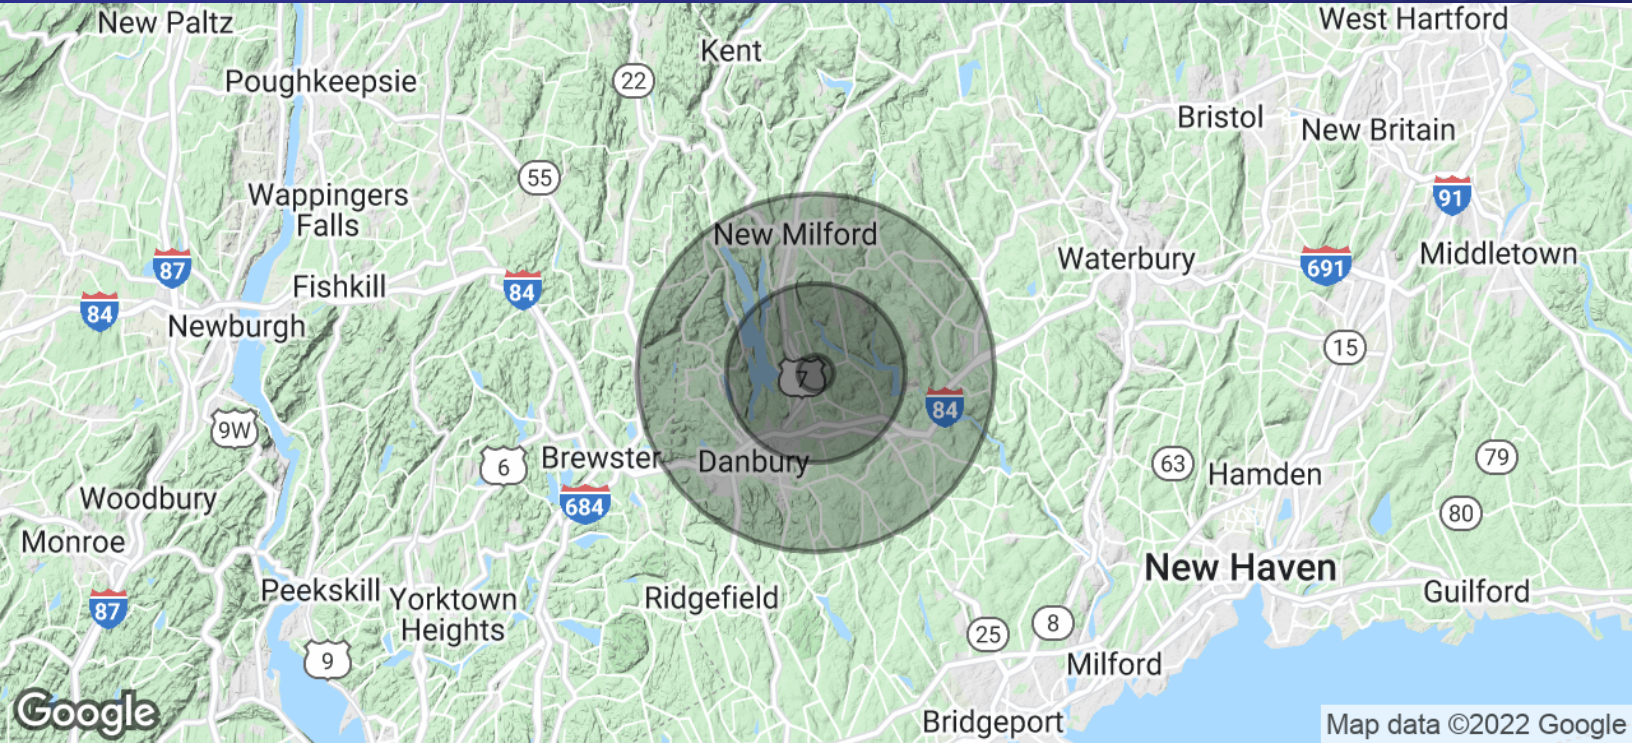 New Paltz
West Hartford
Kent
Poughkeepsie
22
Bristol
New Britain
55
Wappingers
Falls
91
New Milford
Waterbury
Middletown
87
691
Fishkill
84
84
Newburgh
15
7
84
9W
6
Brewster
Danbury
63
Hamden
79
Woodbury
684
80
Monroe
New Haven
Peekskill
Yorktown
Heights
Ridgefield
Guilford
87
25
8
9
Milford
Google
Bridgeport
Map data ©2022 Google